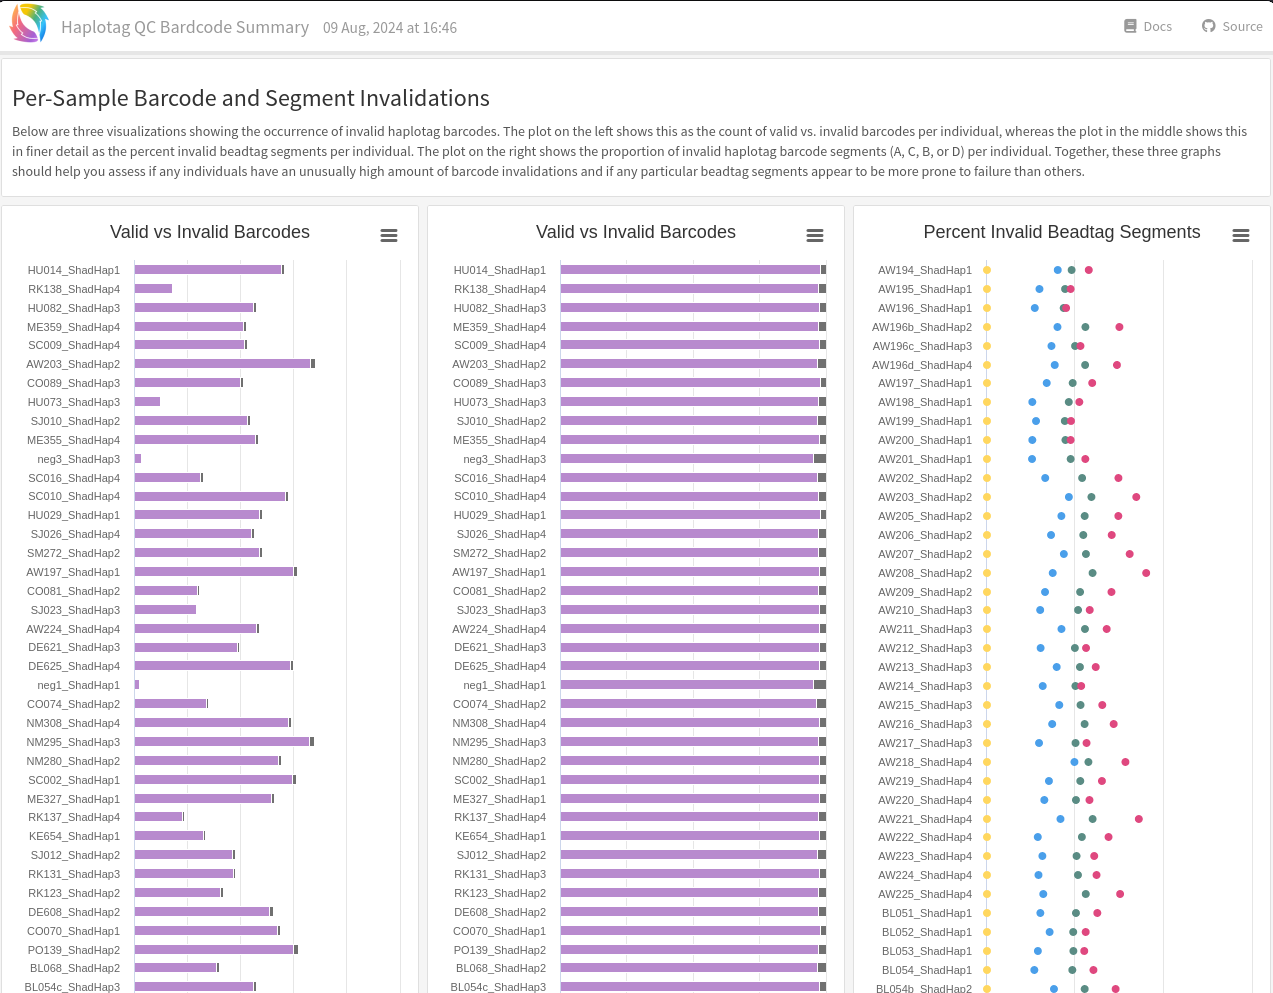 Haplotag QC Bardcode Summary 09 Aug, 2024 at 16:46
Docs Source
Per-Sample Barcode and Segment Invalidations
Below are three visualizations showing the occurrence of invalid haplotag barcodes. The plot on the left shows this as the count of valid vs. invalid barcodes per individual, whereas the plot in the middle shows this
in finer detail as the percent invalid beadtag segments per individual. The plot on the right shows the proportion of invalid haplotag barcode segments (A, C, B, or D) per individual. Together, these three graphs
should help you assess if any individuals have an unusually high amount of barcode invalidations and if any particular beadtag segments appear to be more prone to failure than others.
Valid vs Invalid Barcodes
HU014_ShadHap1
RK138_ShadHap4
HU082_ShadHap3
ME359_ShadHap4
SC009_ShadHap4
AW203_ShadHap2
CO089_ShadHap3
HU073_ShadHap3
SJ010_ShadHap2
ME355_ShadHap4
neg3_ShadHap3
SC016_ShadHap4
SC010_ShadHap4
HU029_ShadHap1
SJ026_ShadHap4
SM272_ShadHap2
AW197_ShadHap1
CO081_ShadHap2
SJ023_ShadHap3
AW224_ShadHap4
DE621_ShadHap3
DE625_ShadHap4
neg1_ShadHap1
CO074_ShadHap2
NM308_ShadHap4
NM295_ShadHap3
NM280_ShadHap2
SC002_ShadHap1
ME327_ShadHap1
RK137_ShadHap4
KE654_ShadHap1
SJ012_ShadHap2
RK131_ShadHap3
RK123_ShadHap2
DE608_ShadHap2
CO070_ShadHap1
PO139_ShadHap2
BL068_ShadHap2
BL054c_ShadHap3
Valid vs Invalid Barcodes
HU014_ShadHap1
RK138_ShadHap4
HU082_ShadHap3
ME359_ShadHap4
SC009_ShadHap4
AW203_ShadHap2
CO089_ShadHap3
HU073_ShadHap3
SJ010_ShadHap2
ME355_ShadHap4
neg3_ShadHap3
SC016_ShadHap4
SC010_ShadHap4
HU029_ShadHap1
SJ026_ShadHap4
SM272_ShadHap2
AW197_ShadHap1
CO081_ShadHap2
SJ023_ShadHap3
AW224_ShadHap4
DE621_ShadHap3
DE625_ShadHap4
neg1_ShadHap1
CO074_ShadHap2
NM308_ShadHap4
NM295_ShadHap3
NM280_ShadHap2
SC002_ShadHap1
ME327_ShadHap1
RK137_ShadHap4
KE654_ShadHap1
SJ012_ShadHap2
RK131_ShadHap3
RK123_ShadHap2
DE608_ShadHap2
CO070_ShadHap1
PO139_ShadHap2
BL068_ShadHap2
BL054c_ShadHap3
Percent Invalid Beadtag Segments
AW194_ShadHap1
AW195_ShadHap1
AW196_ShadHap1
AW196b_ShadHap2
AW196c_ShadHap3
AW196d_ShadHap4
AW197_ShadHap1
AW198_ShadHap1
AW199_ShadHap1
AW200_ShadHap1
AW201_ShadHap1
AW202_ShadHap2
AW203_ShadHap2
AW205_ShadHap2
AW206_ShadHap2
AW207_ShadHap2
AW208_ShadHap2
AW209_ShadHap2
AW210_ShadHap3
AW211_ShadHap3
AW212_ShadHap3
AW213_ShadHap3
AW214_ShadHap3
AW215_ShadHap3
AW216_ShadHap3
AW217_ShadHap3
AW218_ShadHap4
AW219_ShadHap4
AW220_ShadHap4
AW221_ShadHap4
AW222_ShadHap4
AW223_ShadHap4
AW224_ShadHap4
AW225_ShadHap4
BL051_ShadHap1
BL052_ShadHap1
BL053_ShadHap1
BL054_ShadHap1
BL054b_ShadHap2